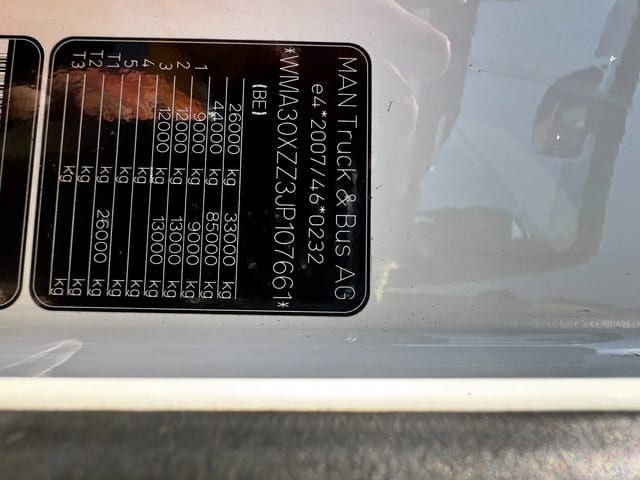 MAN Truck & Bus AG
e4*2007/46*0232
*WMA30XZZ3JP107661*
(BE)
26000 kg 33000 kg
44000 kg 85000 kg
1 9000 kg 9000 kg
2 12000 kg 13000 kg
3 12000 kg 13000 kg
4 kg kg
5 kg kg
T1 kg 26000 kg
T2 kg kg
T3 kg kg